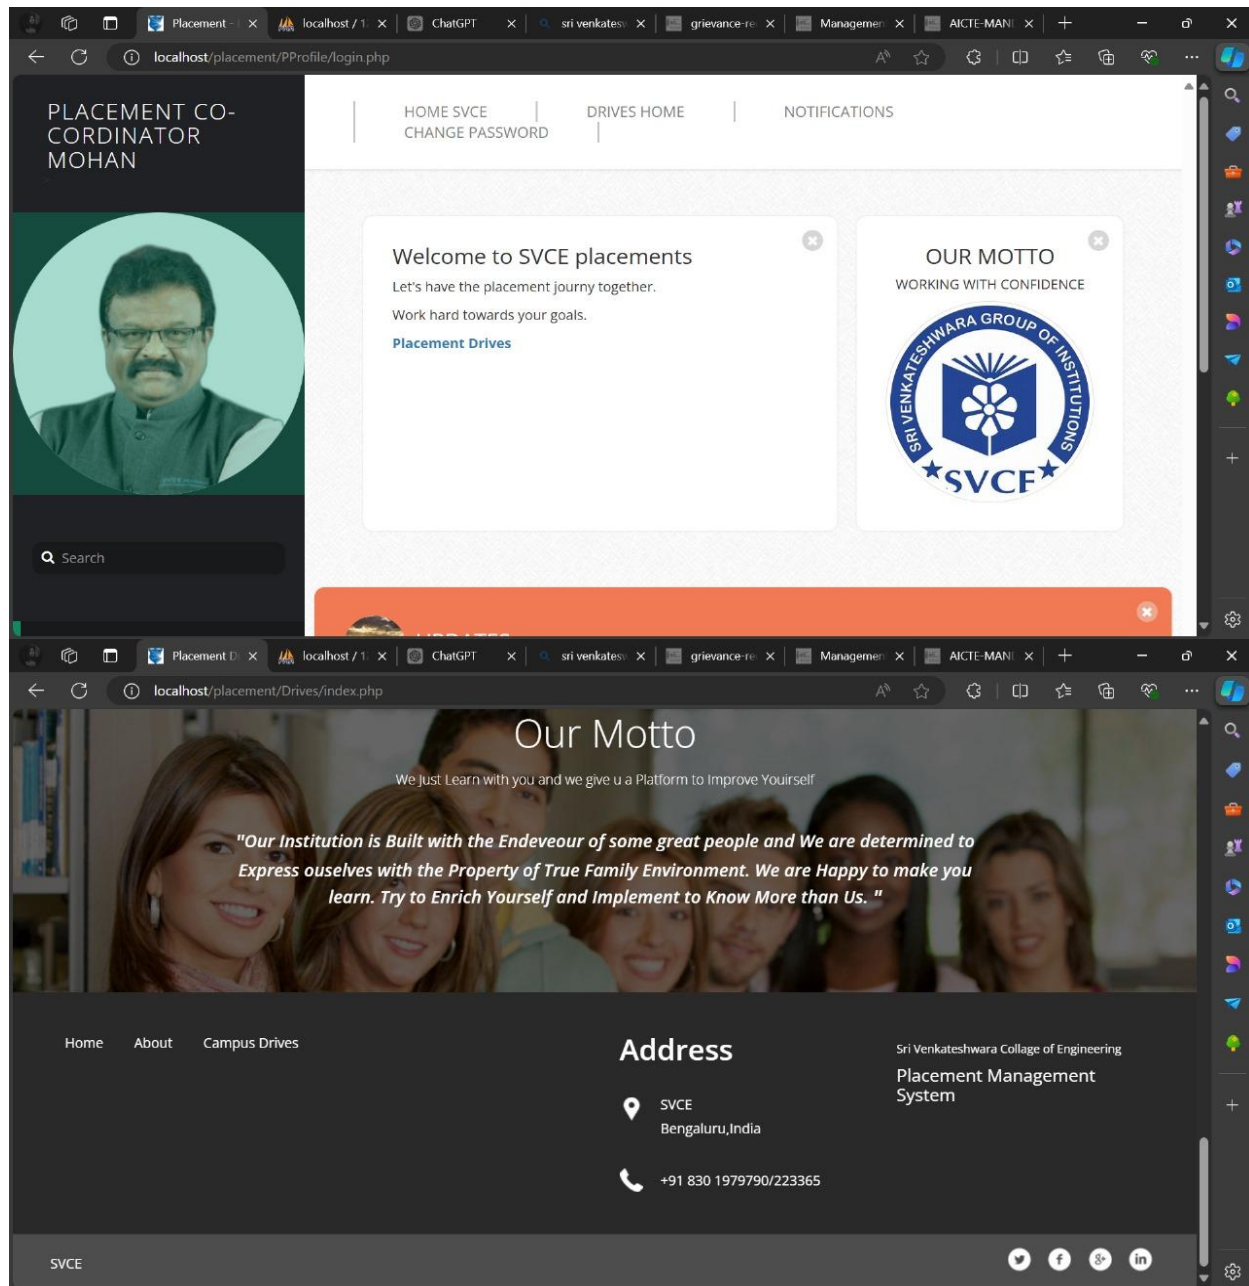 Placement -
localhost / 1
ChatGPT
sri venkatesw
grievance-re
Managemen
AICTE-MAN
localhost/placement/PProfile/login.php
PLACEMENT CO-
CORDINATOR
MOHAN
HOME SVCE
DRIVES HOME
NOTIFICATIONS
CHANGE PASSWORD
Welcome to SVCE placements
Let's have the placement journy together.
Work hard towards your goals.
Placement Drives
OUR MOTTO
WORKING WITH CONFIDENCE
SRI VENKATESHWARA GROUP OF INSTITUTIONS
SVCE
Search
UPDATES
Placement D
localhost / 1
ChatGPT
sri venkatesw
grievance-re
Managemen
AICTE-MAN
localhost/placement/Drives/index.php
Our Motto
We Just Learn with you and we give u a Platform to Improve Youirself
"Our Institution is Built with the Endeveour of some great people and We are determined to
Express ouselves with the Property of True Family Environment. We are Happy to make you
learn. Try to Enrich Yourself and Implement to Know More than Us. "
Home
About
Campus Drives
Address
SVCE
Bengaluru,India
+91 830 1979790/223365
Sri Venkateshwara Collage of Engineering
Placement Management
System
SVCE